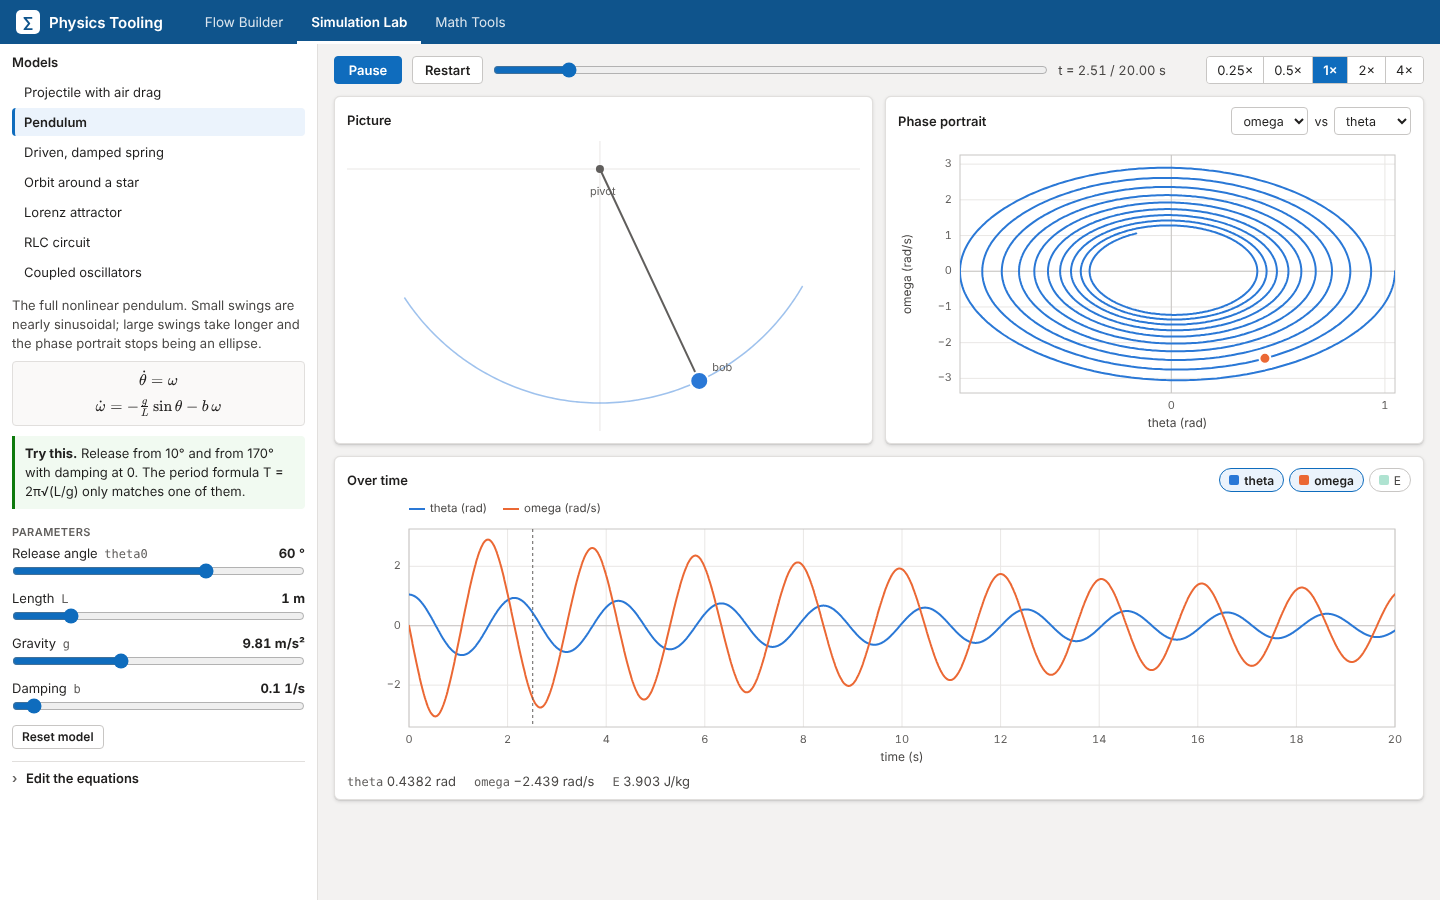 Σ Physics Tooling Flow Builder Simulation Lab Math Tools
Models
Projectile with air drag
Pendulum
Driven, damped spring
Orbit around a star
Lorenz attractor
RLC circuit
Coupled oscillators
The full nonlinear pendulum. Small swings are
nearly sinusoidal; large swings take longer and
the phase portrait stops being an ellipse.
θ̇ = ω
ω̇ = −g/L sin θ − b ω
Try this. Release from 10° and from 170°
with damping at 0. The period formula T =
2π√(L/g) only matches one of them.
PARAMETERS
Release angle theta0 60 °
Length L 1 m
Gravity g 9.81 m/s²
Damping b 0.1 1/s
Reset model
› Edit the equations
Pause Restart t = 2.51 / 20.00 s 0.25× 0.5× 1× 2× 4×
Picture
pivot
bob
Phase portrait omega vs theta
3
2
1
0
−1
−2
−3
omega (rad/s)
0 1
theta (rad)
Over time theta omega E
theta (rad) omega (rad/s)
2
0
−2
0 2 4 6 8 10 12 14 16 18 20
time (s)
theta 0.4382 rad omega −2.439 rad/s E 3.903 J/kg